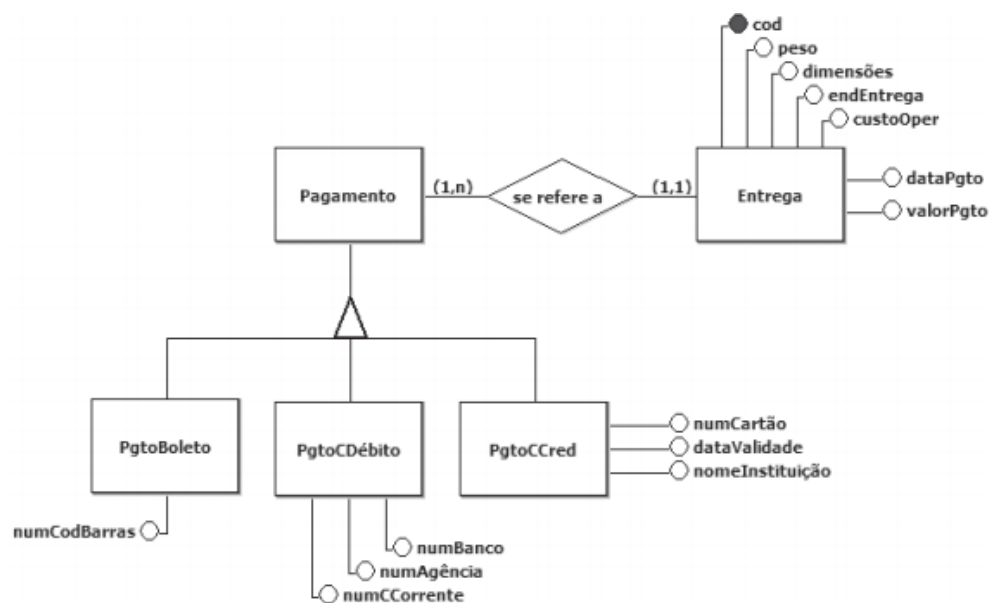 cod
peso
dimensões
endEntrega
custoOper
Pagamento
(1,n)
se refere a
(1,1)
Entrega
dataPgto
valorPgto
PgtoBoleto
PgtoCDébito
PgtoCCred
numCartão
dataValidade
nomeInstituição
numCodBarras
numBanco
numAgência
numCCorrente